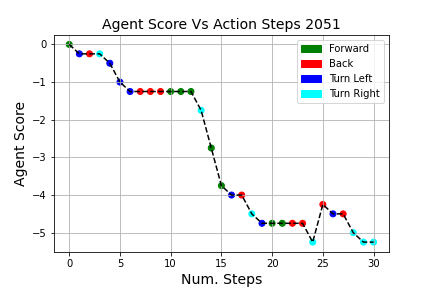 Agent Score Vs Action Steps 2051
Agent Score
0
−1
−2
−3
−4
−5
Forward
Back
Turn Left
Turn Right
0 5 10 15 20 25 30
Num. Steps